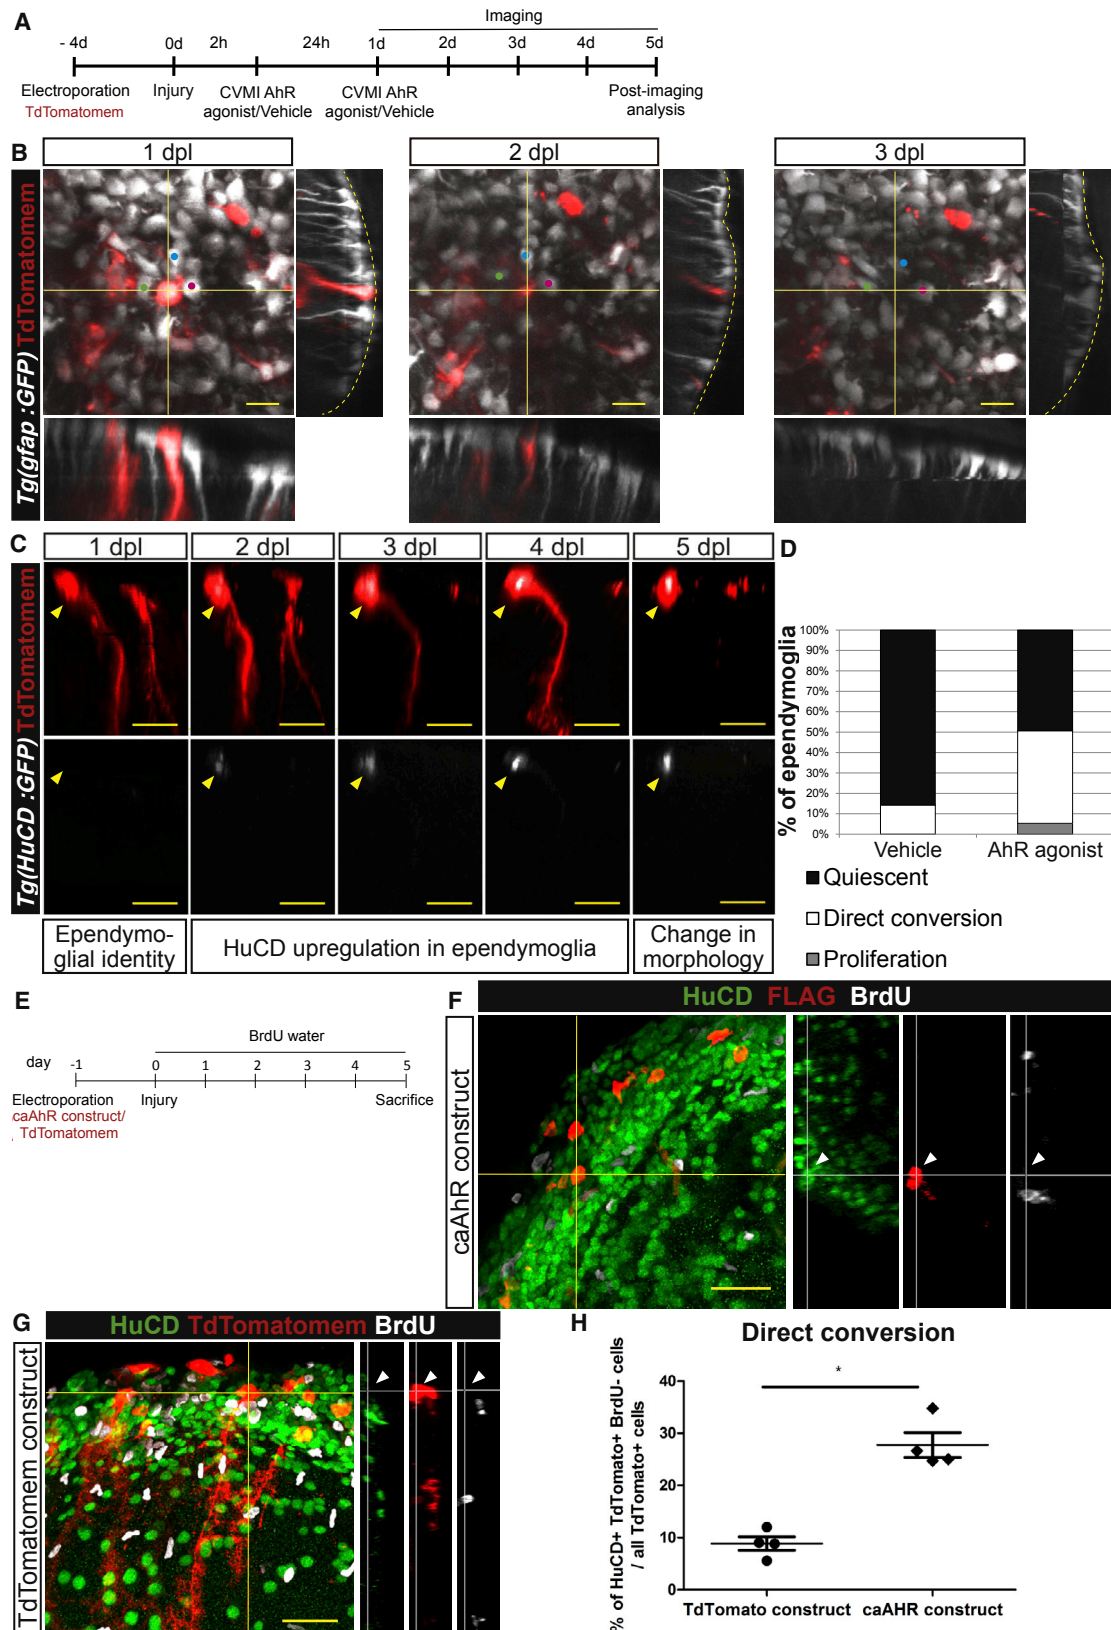 A
Imaging
- 4d 0d 2h 24h 1d 2d 3d 4d 5d
Electroporation Injury CVMI AhR CVMI AhR Post-imaging
TdTomatomem agonist/Vehicle agonist/Vehicle analysis
B
1 dpl 2 dpl 3 dpl
Tg(gfap :GFP) TdTomatomem
C
1 dpl 2 dpl 3 dpl 4 dpl 5 dpl
Tg(HuCD :GFP) TdTomatomem
Ependymo-
glial identity
HuCD upregulation in ependymoglia
Change in
morphology
D
% of ependymoglia
100%
90%
80%
70%
60%
50%
40%
30%
20%
10%
0%
Vehicle AhR agonist
Quiescent
Direct conversion
Proliferation
E
BrdU water
day -1 0 1 2 3 4 5
Electroporation Injury Sacrifice
caAhR construct/
TdTomatomem
F
HuCD FLAG BrdU
caAhR construct
G
HuCD TdTomatomem BrdU
TdTomatomem construct
H
Direct conversion
% of HuCD+ TdTomato+ BrdU- cells
/ all TdTomato+ cells
*
40
30
20
10
0
TdTomato construct caAHR construct